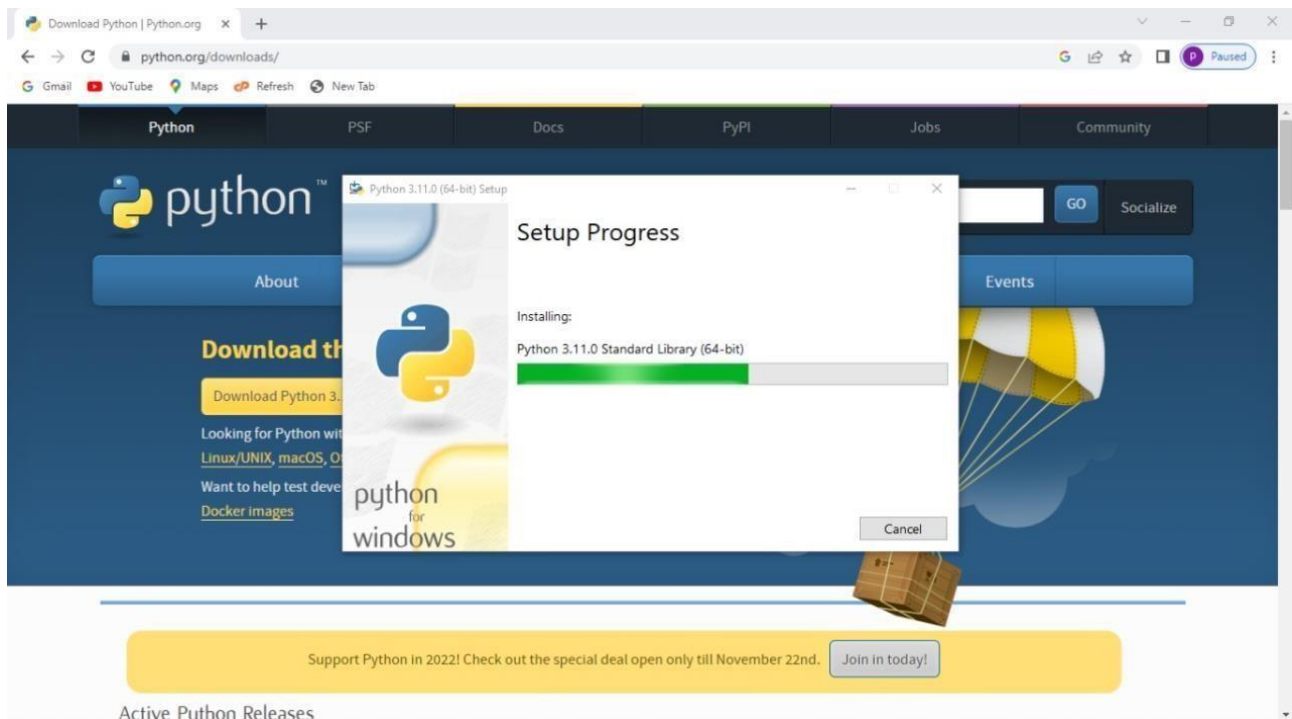 Download Python | Python.org
python.org/downloads/
G
P Paused
G Gmail YouTube Maps Refresh New Tab
Python PSF Docs PyPI Jobs Community
python™
GO Socialize
Python 3.11.0 (64-bit) Setup
Setup Progress
About
Events
Installing:
Python 3.11.0 Standard Library (64-bit)
Download th
Download Python 3.
Looking for Python wit
Linux/UNIX, macOS, O
Want to help test deve
Docker images
python
for
windows
Cancel
Support Python in 2022! Check out the special deal open only till November 22nd. Join in today!
Active Python Releases